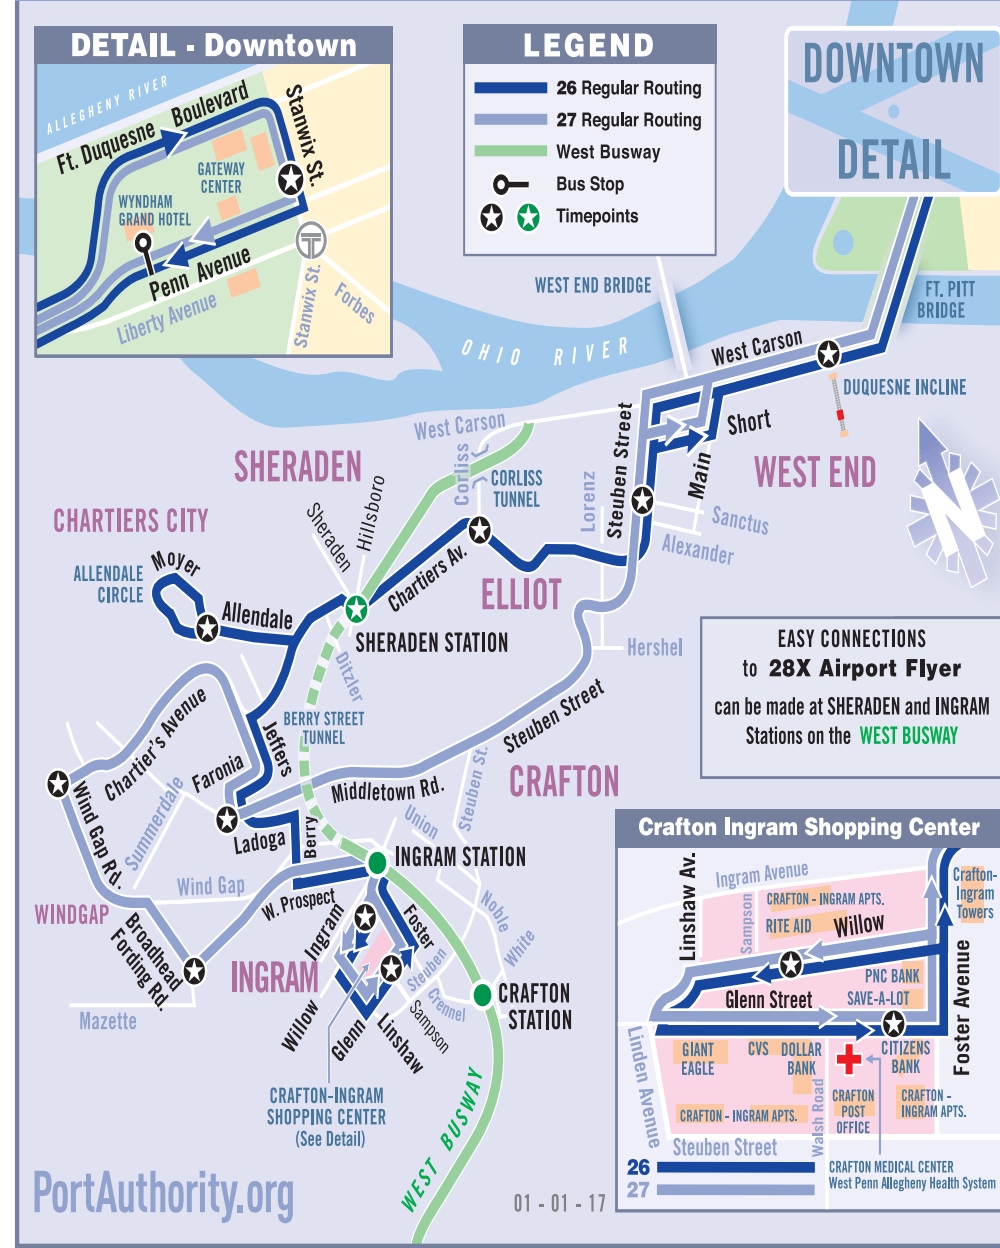 DETAIL - Downtown
ALLEGHENY RIVER
Ft. Duquesne Boulevard
Stanwix St.
GATEWAY
CENTER
WYNDHAM
GRAND HOTEL
Penn Avenue
Liberty Avenue
Stanwix St.
Forbes
T
LEGEND
26 Regular Routing
27 Regular Routing
West Busway
Bus Stop
Timepoints
DOWNTOWN
DETAIL
WEST END BRIDGE
FT. PITT
BRIDGE
OHIO RIVER
West Carson
DUQUESNE INCLINE
West Carson
Short
Steuben Street
Main
WEST END
SHERADEN
Corliss
CORLISS
TUNNEL
Lorenz
Sanctus
Alexander
N
CHARTIERS CITY
Sheraden
Hillsboro
Moyer
ALLENDALE
CIRCLE
Allendale
Chartiers Av.
ELLIOT
SHERADEN STATION
Hershel
Ditzler
EASY CONNECTIONS
to 28X Airport Flyer
can be made at SHERADEN and INGRAM
Stations on the WEST BUSWAY
Chartier's Avenue
Jeffers
BERRY STREET
TUNNEL
Steuben Street
Faronia
Middletown Rd.
CRAFTON
Steuben St.
Wind Gap Rd.
Summerdale
Ladoga
Berry
Union
INGRAM STATION
Wind Gap
W. Prospect
WINDGAP
Broadhead
Fording Rd.
Ingram
Foster
Noble
White
INGRAM
Steuben
Crennel
CRAFTON
STATION
Mazette
Willow
Glenn
Linshaw
Sampson
CRAFTON-INGRAM
SHOPPING CENTER
(See Detail)
WEST BUSWAY
PortAuthority.org
01 - 01 - 17
Crafton Ingram Shopping Center
Linshaw Av.
Ingram Avenue
Sampson
CRAFTON - INGRAM APTS.
RITE AID
Willow
Crafton-
Ingram
Towers
PNC BANK
Glenn Street
SAVE-A-LOT
Foster Avenue
Linden Avenue
GIANT
EAGLE
CVS
DOLLAR
BANK
CITIZENS
BANK
CRAFTON - INGRAM APTS.
Walsh Road
CRAFTON
POST
OFFICE
CRAFTON -
INGRAM APTS.
Steuben Street
26
27
CRAFTON MEDICAL CENTER
West Penn Allegheny Health System